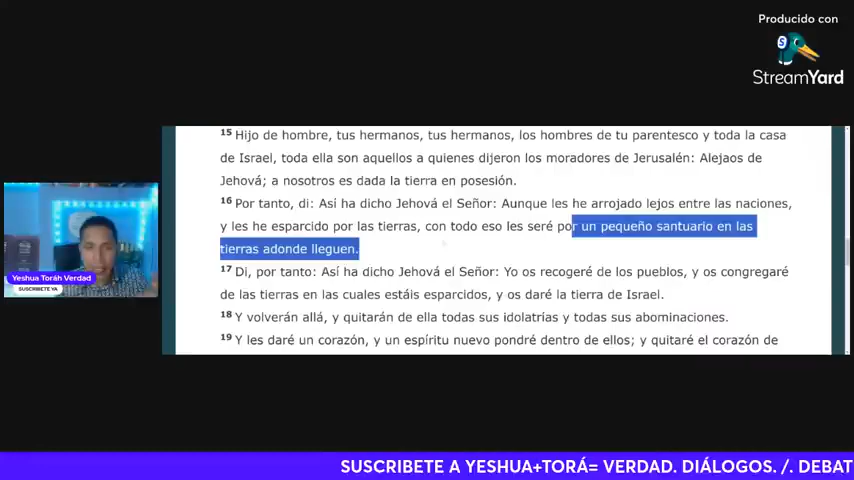 Producido con
StreamYard
15 Hijo de hombre, tus hermanos, tus hermanos, los hombres de tu parentesco y toda la casa
de Israel, toda ella son aquellos a quienes dijeron los moradores de Jerusalén: Alejaos de
Jehová; a nosotros es dada la tierra en posesión.
16 Por tanto, di: Asi ha dicho Jehová el Señor: Aunque les he arrojado lejos entre las naciones,
y les he esparcido por las tierras, con todo eso les seré por un pequeño santuario en las
tierras adonde lleguen.
17 Di, por tanto: Así ha dicho Jehová el Señor: Yo os recogeré de los pueblos, y os congregaré
de las tierras en las cuales estáis esparcidos, y os daré la tierra de Israel.
18 Y volverán allá, y quitarán de ella todas sus idolatrías y todas sus abominaciones.
19 Y les daré un corazón, y un espíritu nuevo pondré dentro de ellos; y quitaré el corazón de
Yeshua Toráh Verdad
SUSCRIBETE YA
SUSCRIBETE A YESHUA+TORÁ= VERDAD. DIÁLOGOS. /. DEBAT